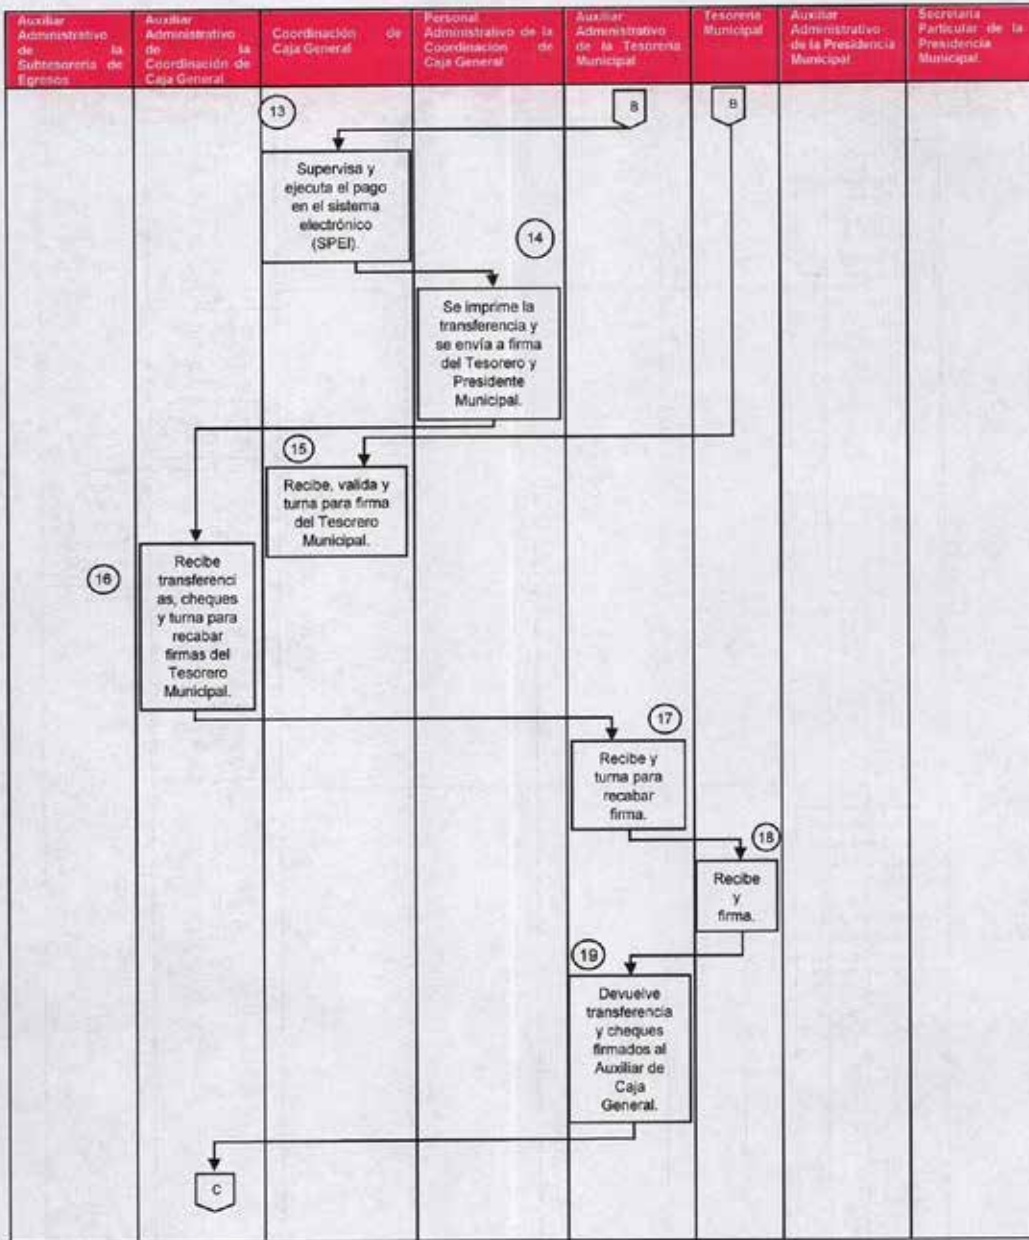 Auxiliar
Administrativo
de la
Subtesorería de
Egresos
Auxiliar
Administrativo
de la
Coordinación de
Caja General
Coordinación de
Caja General
Personal
Administrativo de la
Coordinación de
Caja General
Auxiliar
Administrativo
de la Tesorería
Municipal
Tesorería
Municipal
Auxiliar
Administrativo
de la Presidencia
Municipal
Secretaria
Particular de la
Presidencia
Municipal.
B
B
13
Supervisa y
ejecuta el pago
en el sistema
electrónico
(SPEI).
14
Se imprime la
transferencia y
se envía a firma
del Tesorero y
Presidente
Municipal.
15
Recibe, valida y
turna para firma
del Tesorero
Municipal.
16
Recibe
transferenci
as, cheques
y turna para
recabar
firmas del
Tesorero
Municipal.
17
Recibe y
turna para
recabar
firma.
18
Recibe
y
firma.
19
Devuelve
transferencia
y cheques
firmados al
Auxiliar de
Caja
General.
C